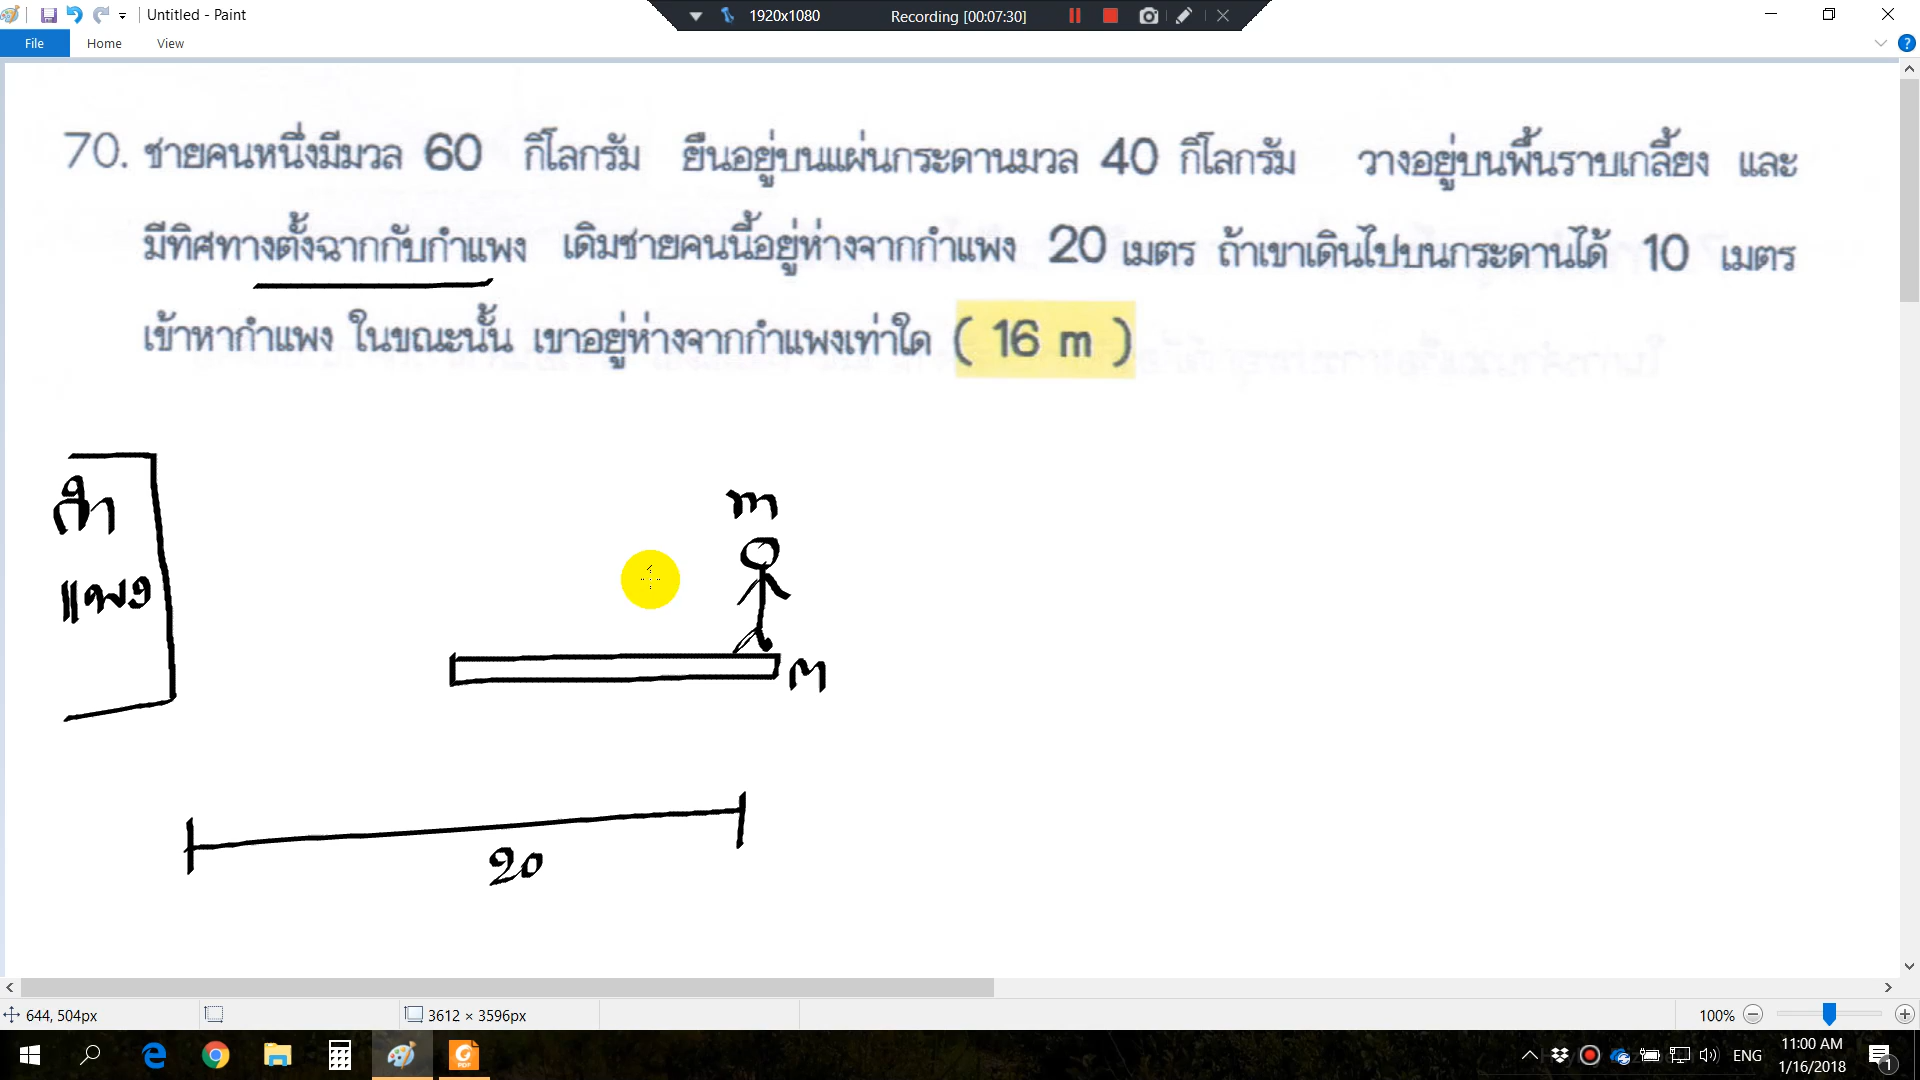 Untitled - Paint
1920x1080
Recording [00:07:30]
File
Home
View
70. ชายคนหนึ่งมีมวล 60 กิโลกรัม ยืนอยู่บนแผ่นกระดานมวล 40 กิโลกรัม วางอยู่บนพื้นราบเกลี้ยง และ
มีทิศทางตั้งฉากกับกำแพง เดิมชายคนนี้อยู่ห่างจากกำแพง 20 เมตร ถ้าเขาเดินไปบนกระดานได้ 10 เมตร
เข้าหากำแพง ในขณะนั้น เขาอยู่ห่างจากกำแพงเท่าใด ( 16 m )
กำ
แพง
m
M
20
644, 504px
3612 × 3596px
100%
ENG
11:00 AM
1/16/2018
1